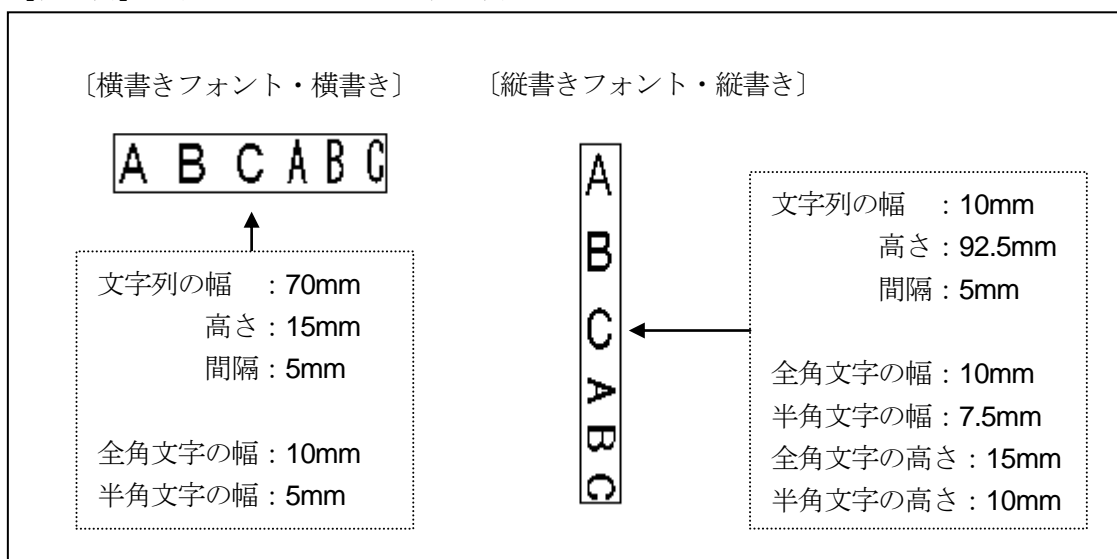 〔横書きフォント・横書き〕
ＡＢＣABC
文字列の幅　：70mm
高さ：15mm
間隔：5mm
全角文字の幅：10mm
半角文字の幅：5mm
〔縦書きフォント・縦書き〕
Ａ
Ｂ
Ｃ
A
B
C
文字列の幅　：10mm
高さ：92.5mm
間隔：5mm
全角文字の幅：10mm
半角文字の幅：7.5mm
全角文字の高さ：15mm
半角文字の高さ：10mm